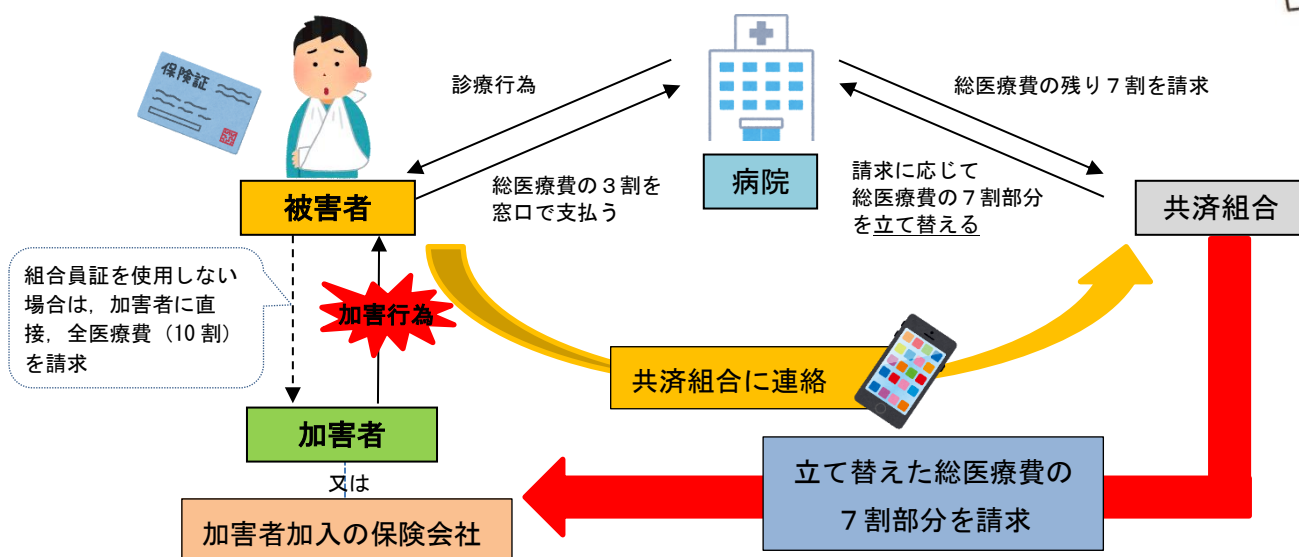 保険証
診療行為
総医療費の残り７割を請求
総医療費の３割を
窓口で支払う
病院
請求に応じて
総医療費の７割部分
を立て替える
被害者
共済組合
組合員証を使用しない
場合は，加害者に直
接，全医療費（10 割）
を請求
加害行為
共済組合に連絡
加害者
又は
加害者加入の保険会社
立て替えた総医療費の
７割部分を請求